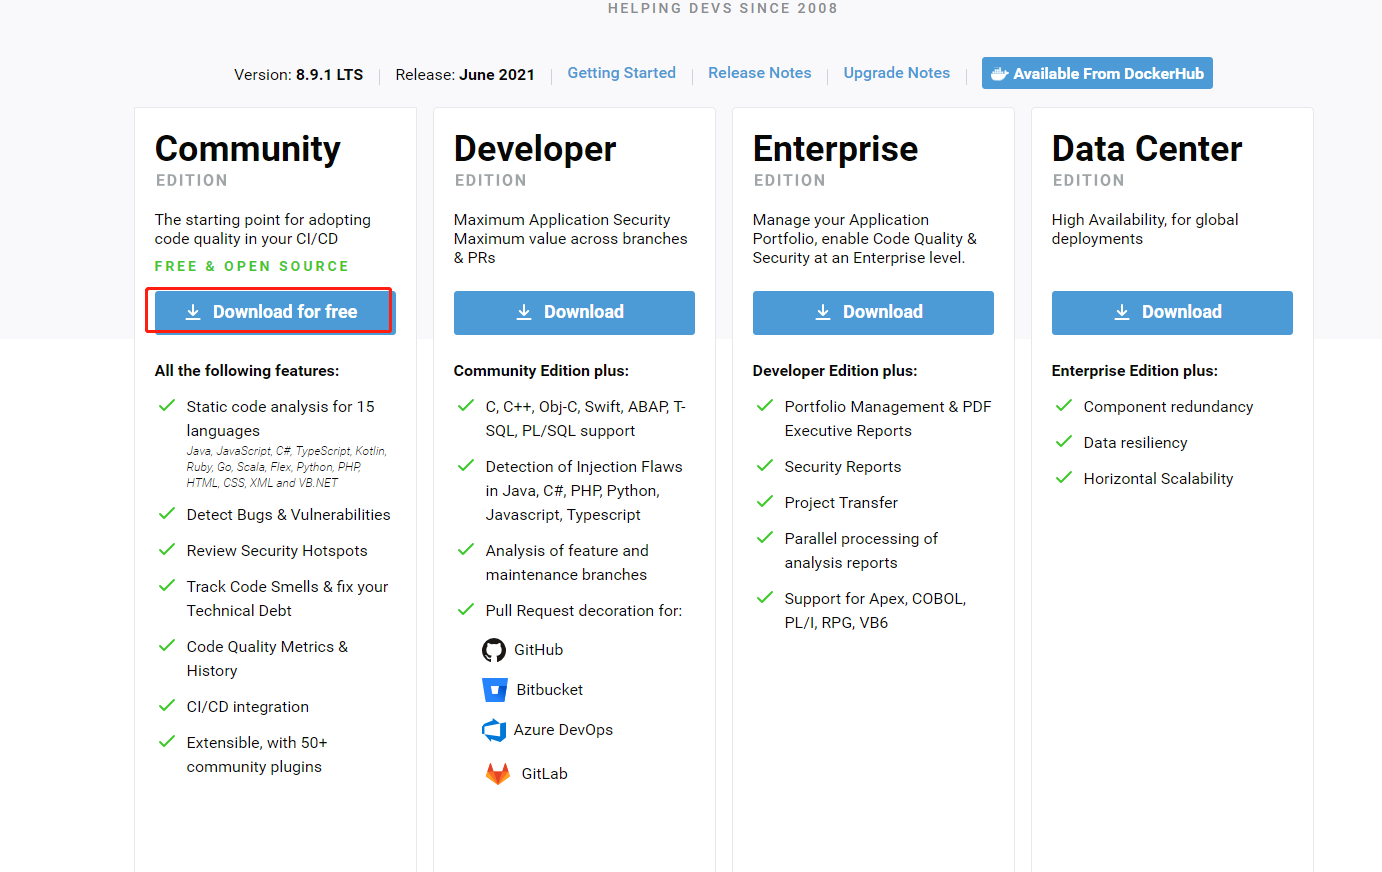 HELPING DEVS SINCE 2008
Version: 8.9.1 LTS
Release: June 2021
Getting Started
Release Notes
Upgrade Notes
Available From DockerHub
Community
EDITION
The starting point for adopting
code quality in your CI/CD
FREE & OPEN SOURCE
Download for free
All the following features:
Static code analysis for 15
languages
Java, JavaScript, C#, TypeScript, Kotlin,
Ruby, Go, Scala, Flex, Python, PHP,
HTML, CSS, XML and VB.NET
Detect Bugs & Vulnerabilities
Review Security Hotspots
Track Code Smells & fix your
Technical Debt
Code Quality Metrics &
History
CI/CD integration
Extensible, with 50+
community plugins
Developer
EDITION
Maximum Application Security
Maximum value across branches
& PRs
Download
Community Edition plus:
C, C++, Obj-C, Swift, ABAP, T-
SQL, PL/SQL support
Detection of Injection Flaws
in Java, C#, PHP, Python,
Javascript, Typescript
Analysis of feature and
maintenance branches
Pull Request decoration for:
GitHub
Bitbucket
Azure DevOps
GitLab
Enterprise
EDITION
Manage your Application
Portfolio, enable Code Quality &
Security at an Enterprise level.
Download
Developer Edition plus:
Portfolio Management & PDF
Executive Reports
Security Reports
Project Transfer
Parallel processing of
analysis reports
Support for Apex, COBOL,
PL/I, RPG, VB6
Data Center
EDITION
High Availability, for global
deployments
Download
Enterprise Edition plus:
Component redundancy
Data resiliency
Horizontal Scalability